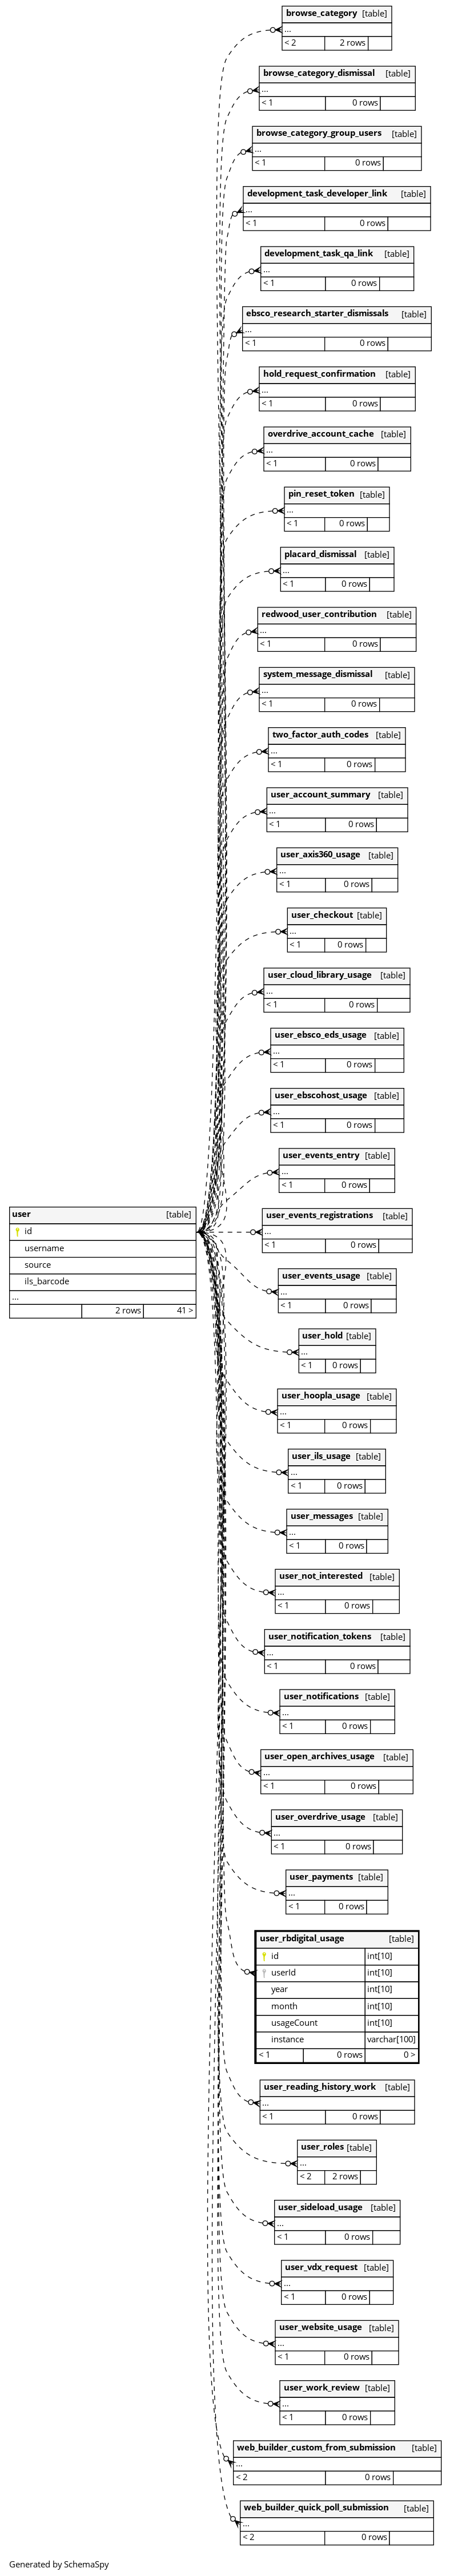 browse_category [table]
...
< 2 2 rows
browse_category_dismissal [table]
...
< 1 0 rows
browse_category_group_users [table]
...
< 1 0 rows
development_task_developer_link [table]
...
< 1 0 rows
development_task_qa_link [table]
...
< 1 0 rows
ebsco_research_starter_dismissals [table]
...
< 1 0 rows
hold_request_confirmation [table]
...
< 1 0 rows
overdrive_account_cache [table]
...
< 1 0 rows
pin_reset_token [table]
...
< 1 0 rows
placard_dismissal [table]
...
< 1 0 rows
redwood_user_contribution [table]
...
< 1 0 rows
system_message_dismissal [table]
...
< 1 0 rows
two_factor_auth_codes [table]
...
< 1 0 rows
user_account_summary [table]
...
< 1 0 rows
user_axis360_usage [table]
...
< 1 0 rows
user_checkout [table]
...
< 1 0 rows
user_cloud_library_usage [table]
...
< 1 0 rows
user_ebsco_eds_usage [table]
...
< 1 0 rows
user_ebscohost_usage [table]
...
< 1 0 rows
user_events_entry [table]
...
< 1 0 rows
user [table]
id
username
source
ils_barcode
...
2 rows 41 >
user_events_registrations [table]
...
< 1 0 rows
user_events_usage [table]
...
< 1 0 rows
user_hold [table]
...
< 1 0 rows
user_hoopla_usage [table]
...
< 1 0 rows
user_ils_usage [table]
...
< 1 0 rows
user_messages [table]
...
< 1 0 rows
user_not_interested [table]
...
< 1 0 rows
user_notification_tokens [table]
...
< 1 0 rows
user_notifications [table]
...
< 1 0 rows
user_open_archives_usage [table]
...
< 1 0 rows
user_overdrive_usage [table]
...
< 1 0 rows
user_payments [table]
...
< 1 0 rows
user_rbdigital_usage [table]
id int[10]
userId int[10]
year int[10]
month int[10]
usageCount int[10]
instance varchar[100]
< 1 0 rows 0 >
user_reading_history_work [table]
...
< 1 0 rows
user_roles [table]
...
< 2 2 rows
user_sideload_usage [table]
...
< 1 0 rows
user_vdx_request [table]
...
< 1 0 rows
user_website_usage [table]
...
< 1 0 rows
user_work_review [table]
...
< 1 0 rows
web_builder_custom_from_submission [table]
...
< 2 0 rows
web_builder_quick_poll_submission [table]
...
< 2 0 rows
Generated by SchemaSpy